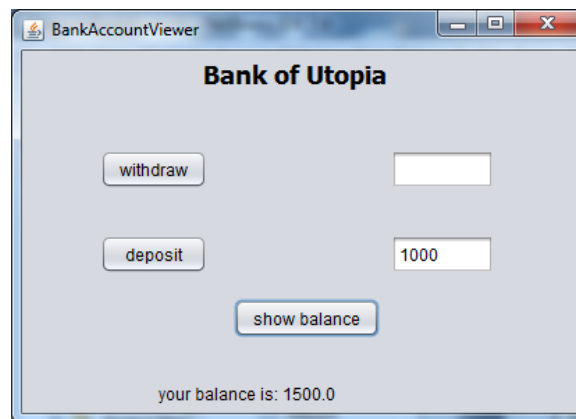 BankAccountViewer
Bank of Utopia
withdraw
deposit 1000
show balance
your balance is: 1500.0